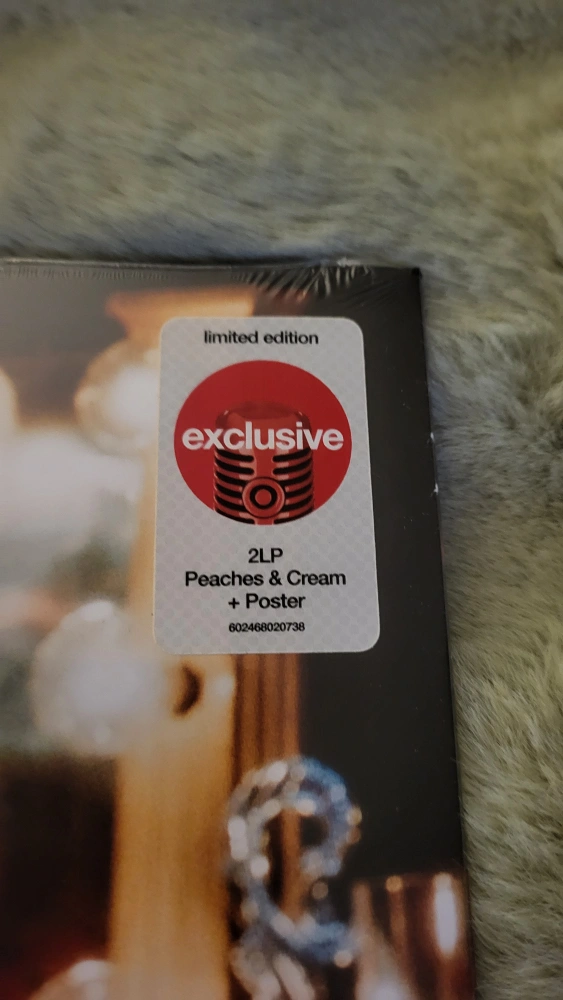 limited edition
exclusive
2LP
Peaches & Cream
+ Poster
602468020738